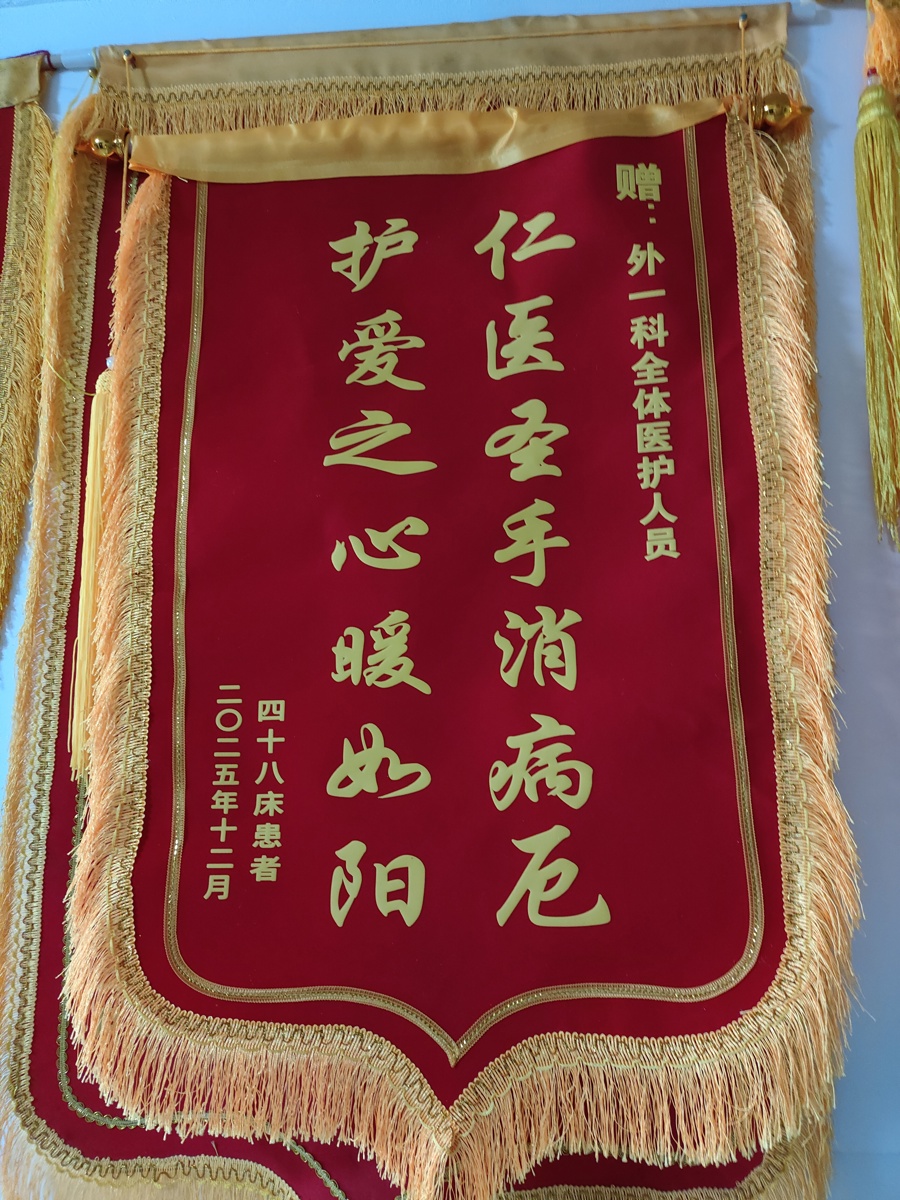 赠：外一科全体医护人员
仁医圣手消病厄
护爱之心暖如阳
四十八床患者
二〇二五年十二月